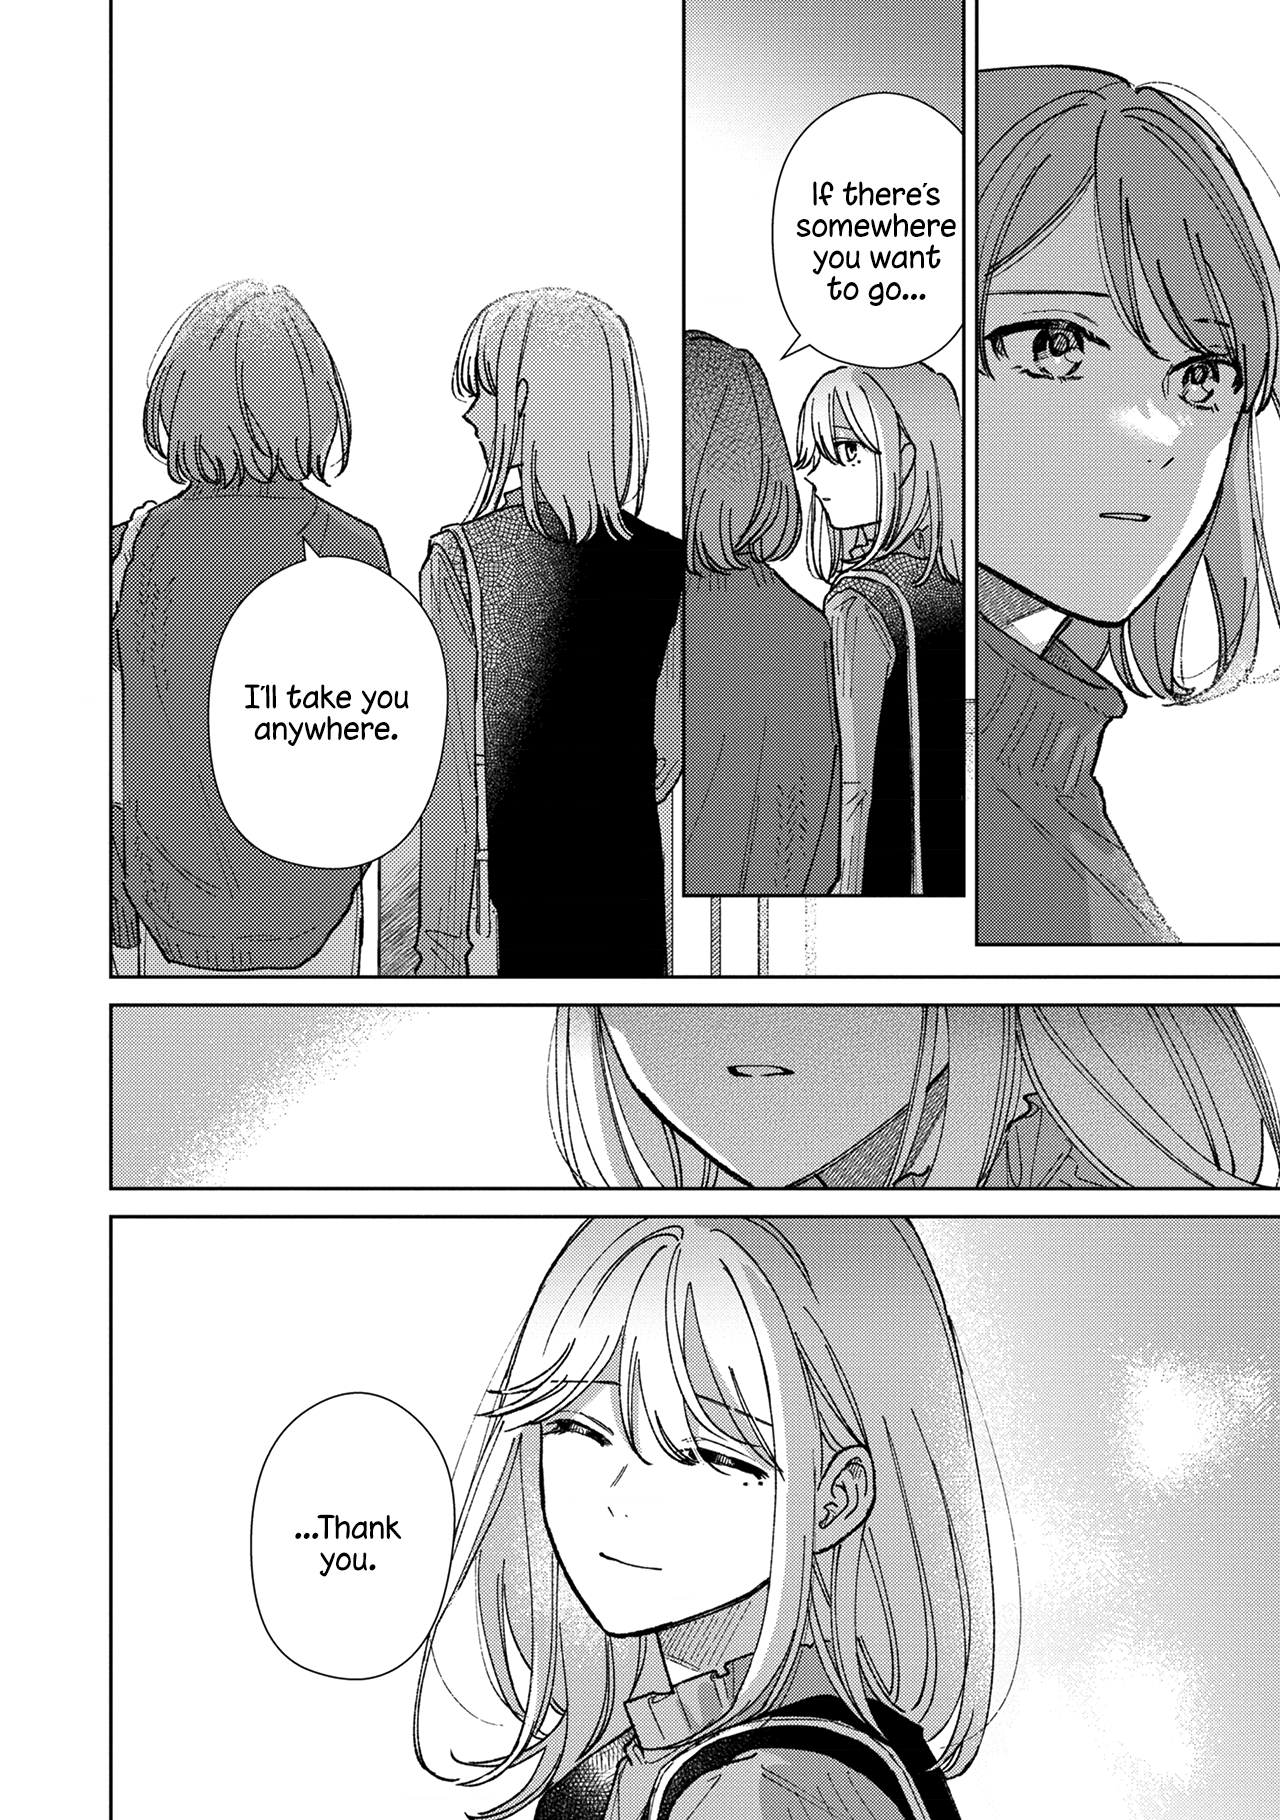 If there's
somewhere
you want
to go...
I'll take you
anywhere.
...Thank
you.